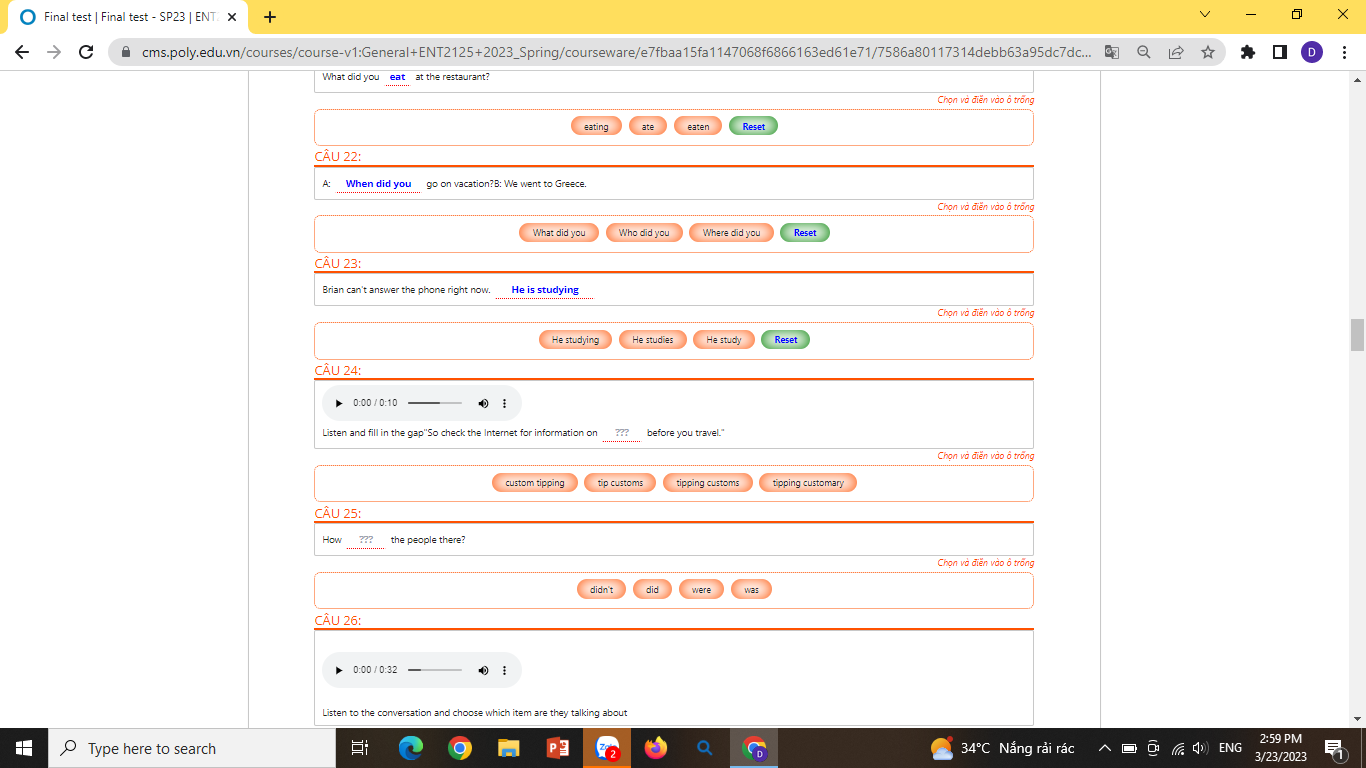 Final test | Final test - SP23 | ENT
cms.poly.edu.vn/courses/course-v1:General+ENT2125+2023_Spring/courseware/e7fbaa15fa1147068f6866163ed61e71/7586a80117314debb63a95dc7dc...
D
What did you eat at the restaurant?
Chọn và điền vào ô trống
eating ate eaten Reset
CÂU 22:
A: When did you go on vacation?B: We went to Greece.
Chọn và điền vào ô trống
What did you Who did you Where did you Reset
CÂU 23:
Brian can't answer the phone right now. He is studying
Chọn và điền vào ô trống
He studying He studies He study Reset
CÂU 24:
0:00 / 0:10
Listen and fill in the gap"So check the Internet for information on ??? before you travel."
Chọn và điền vào ô trống
custom tipping tip customs tipping customs tipping customary
CÂU 25:
How ??? the people there?
Chọn và điền vào ô trống
didn't did were was
CÂU 26:
0:00 / 0:32
Listen to the conversation and choose which item are they talking about
Type here to search
2
D
34°C Nắng rải rác
ENG
2:59 PM
3/23/2023
1